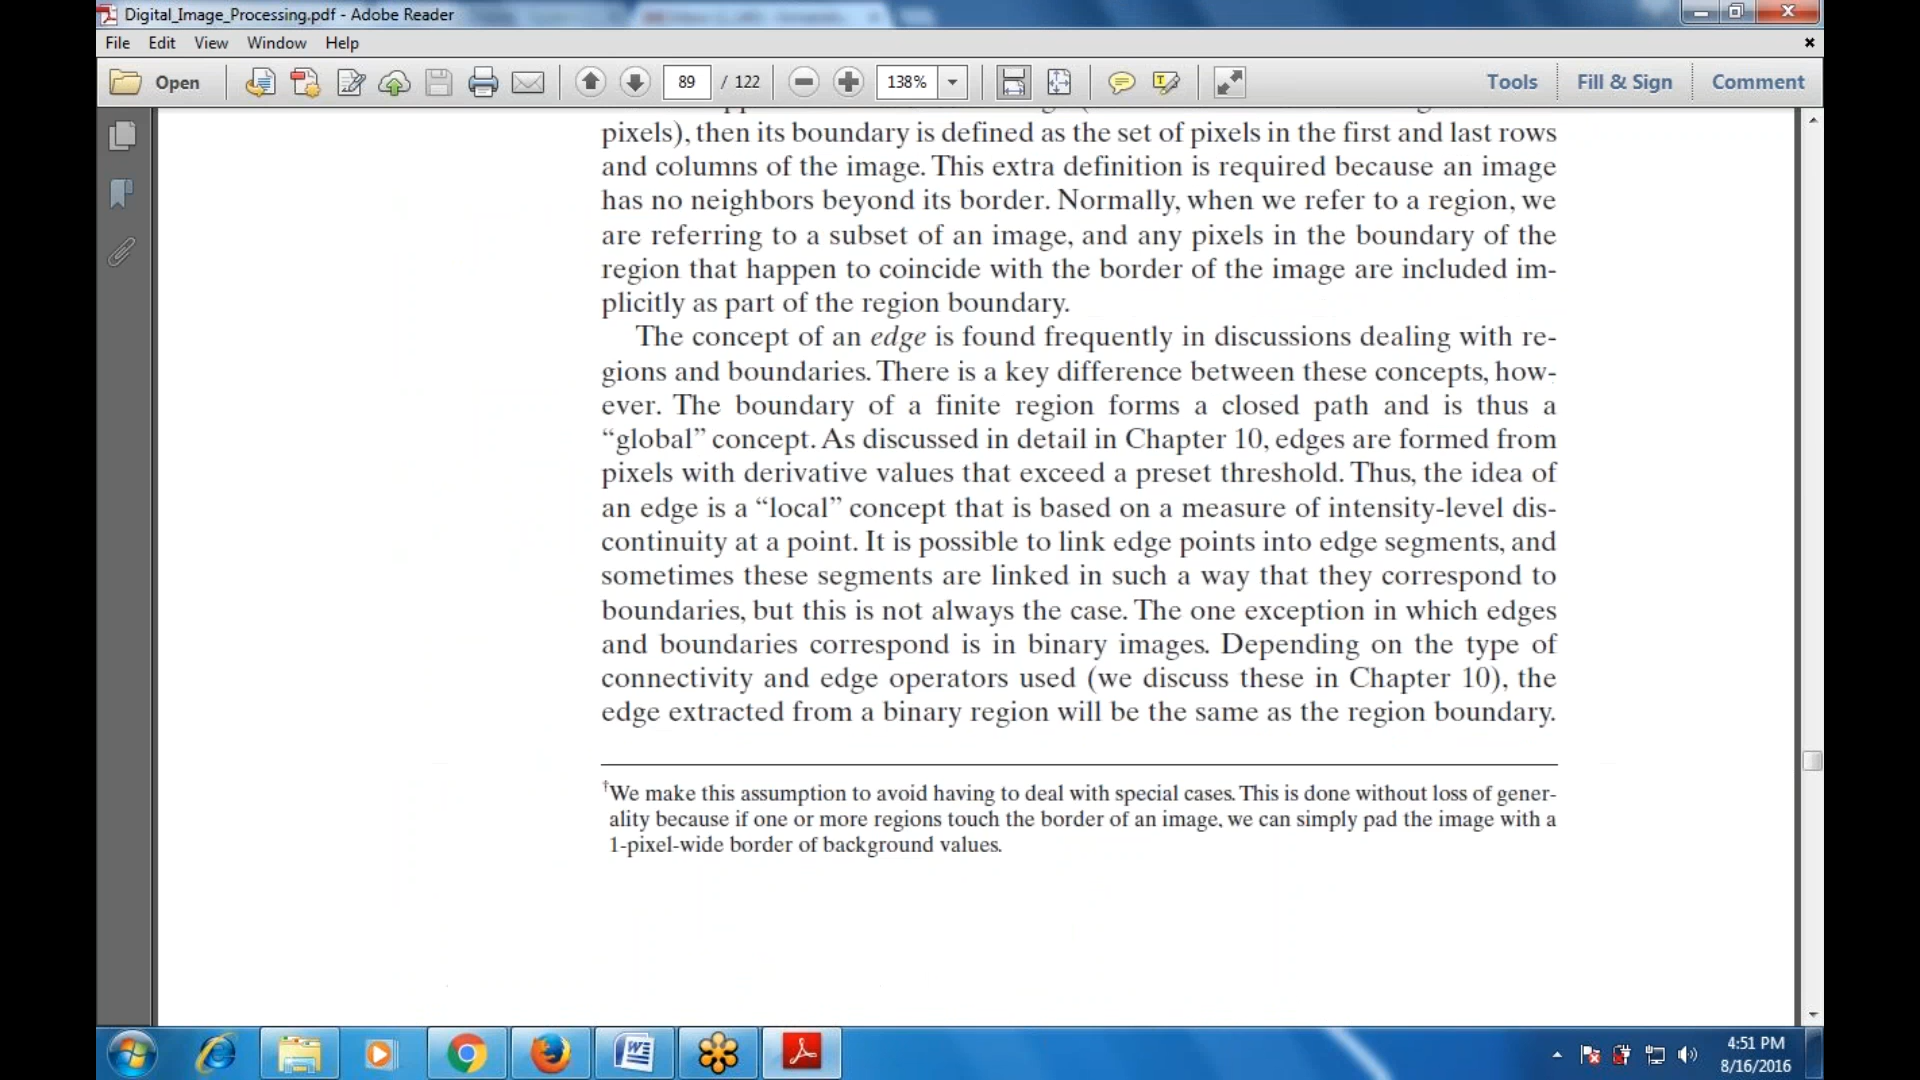 Digital_Image_Processing.pdf - Adobe Reader
File Edit View Window Help
Open 89 / 122 138% Tools Fill & Sign Comment
pixels), then its boundary is defined as the set of pixels in the first and last rows
and columns of the image. This extra definition is required because an image
has no neighbors beyond its border. Normally, when we refer to a region, we
are referring to a subset of an image, and any pixels in the boundary of the
region that happen to coincide with the border of the image are included im-
plicitly as part of the region boundary.
The concept of an edge is found frequently in discussions dealing with re-
gions and boundaries. There is a key difference between these concepts, how-
ever. The boundary of a finite region forms a closed path and is thus a
“global” concept. As discussed in detail in Chapter 10, edges are formed from
pixels with derivative values that exceed a preset threshold. Thus, the idea of
an edge is a “local” concept that is based on a measure of intensity-level dis-
continuity at a point. It is possible to link edge points into edge segments, and
sometimes these segments are linked in such a way that they correspond to
boundaries, but this is not always the case. The one exception in which edges
and boundaries correspond is in binary images. Depending on the type of
connectivity and edge operators used (we discuss these in Chapter 10), the
edge extracted from a binary region will be the same as the region boundary.
†We make this assumption to avoid having to deal with special cases. This is done without loss of gener-
ality because if one or more regions touch the border of an image, we can simply pad the image with a
1-pixel-wide border of background values.
4:51 PM
8/16/2016